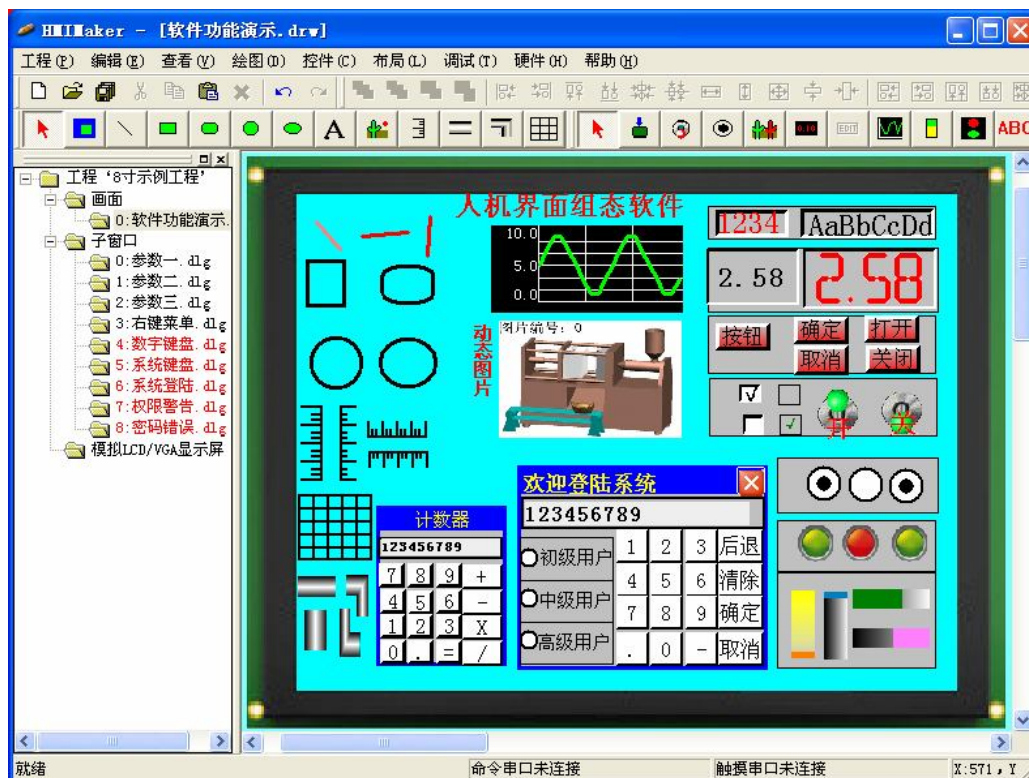 HMIMaker - [软件功能演示.drw]
工程(P) 编辑(E) 查看(V) 绘图(D) 控件(C) 布局(L) 调试(T) 硬件(H) 帮助(H)
A 0.10 EDIT ABC
工程‘8寸示例工程’
画面
0:软件功能演示.
子窗口
0:参数一.dlg
1:参数二.dlg
2:参数三.dlg
3:右键菜单.dlg
4:数字键盘.dlg
5:系统键盘.dlg
6:系统登陆.dlg
7:权限警告.dlg
8:密码错误.dlg
模拟LCD/VGA显示屏
人机界面组态软件
10.0
5.0
0.0
动态图片
图片编号: 0
1234 AaBbCcDd
2.58 2.58
按钮 确定 打开
取消 关闭
开 关
计数器
123456789
7 8 9 +
4 5 6 -
1 2 3 X
0 . = /
欢迎登陆系统
123456789
初级用户
中级用户
高级用户
1 2 3 后退
4 5 6 清除
7 8 9 确定
. 0 - 取消
就绪 命令串口未连接 触摸串口未连接 X:571, Y